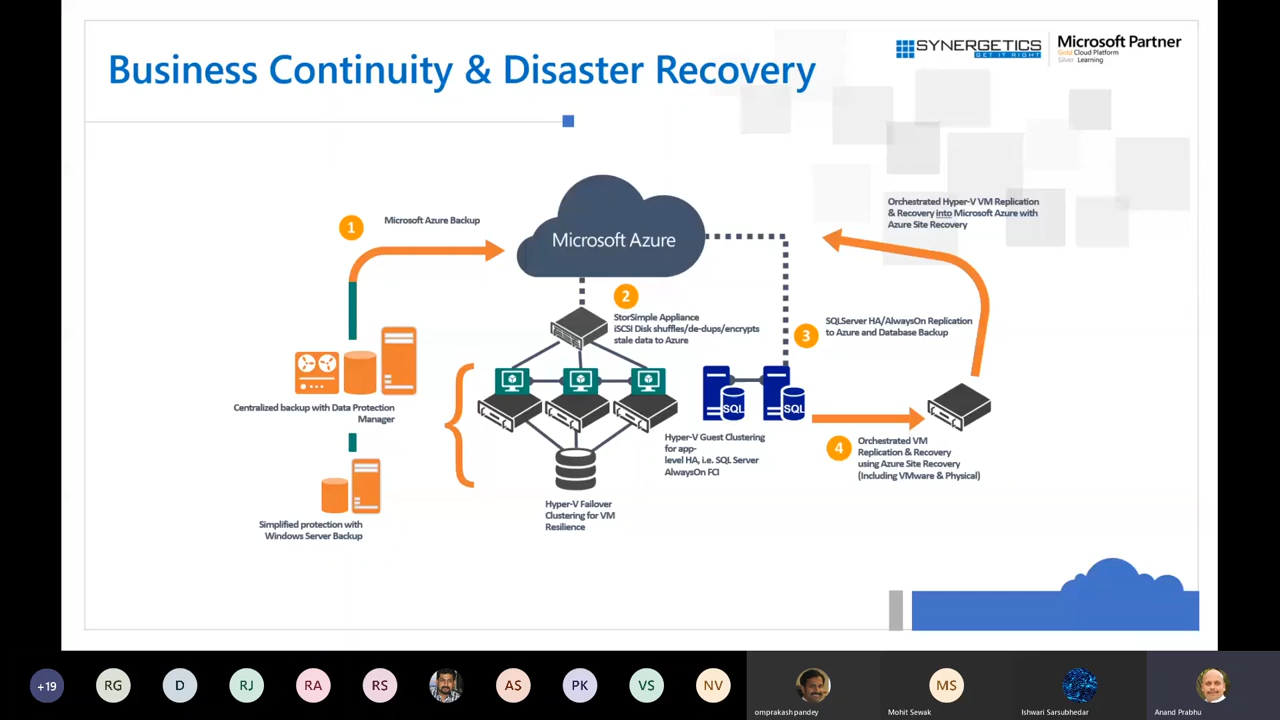 Business Continuity & Disaster Recovery
SYNERGETICS
GET IT RIGHT
Microsoft Partner
Gold Cloud Platform
Silver Learning
1
Microsoft Azure Backup
Microsoft Azure
Orchestrated Hyper-V VM Replication
& Recovery into Microsoft Azure with
Azure Site Recovery
2
StorSimple Appliance
iSCSI Disk shuffles/de-dups/encrypts
stale data to Azure
3
SQLServer HA/AlwaysOn Replication
to Azure and Database Backup
Centralized backup with Data Protection
Manager
SQL
SQL
Hyper-V Guest Clustering
for app-
level HA, i.e. SQL Server
AlwaysOn FCI
4
Orchestrated VM
Replication & Recovery
using Azure Site Recovery
(Including VMware & Physical)
Hyper-V Failover
Clustering for VM
Resilience
Simplified protection with
Windows Server Backup
+19
RG
D
RJ
RA
RS
AS
PK
VS
NV
MS
omprakash pandey
Mohit Sewak
Ishwari Sarsubhedar
Anand Prabhu